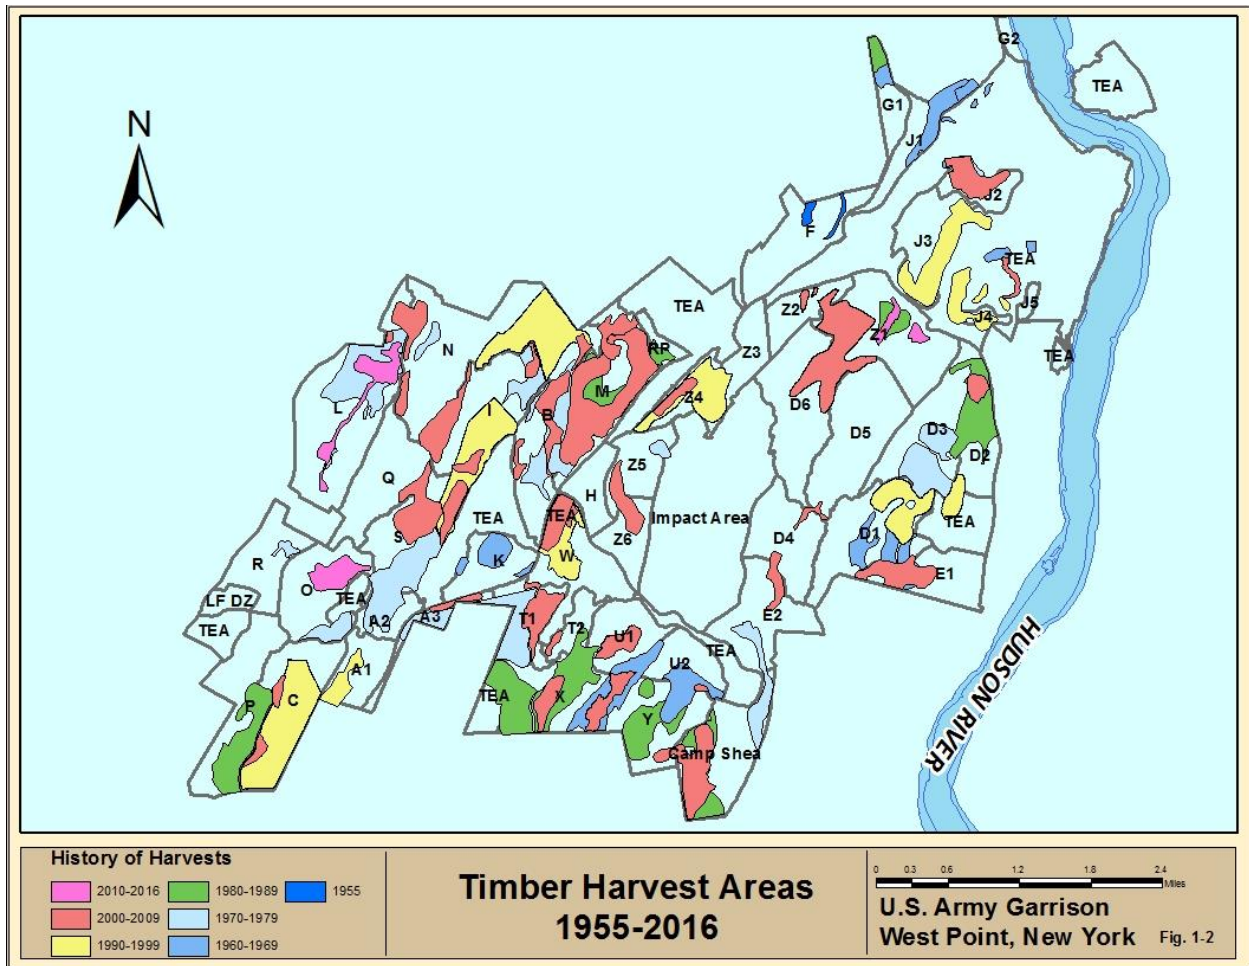 G2
TEA
N
G1
J1
J2
F
J3
TEA
J5
TEA
Z2
Z1
J4
N
RP
Z3
TEA
M
Z4
L
I
B
D6
D3
D5
D2
Z5
Q
H
TEA
TEA
Impact Area
TEA
S
Z6
D4
D1
W
K
R
E1
O
TEA
LF DZ
A2
A3
T1
E2
TEA
T2
U1
HUDSON RIVER
A1
U2
TEA
P
C
TEA
X
Y
Camp Shea
History of Harvests
2010-2016
1980-1989
1955
2000-2009
1970-1979
1990-1999
1960-1969
Timber Harvest Areas
1955-2016
0 0.3 0.6 1.2 1.8 2.4
Miles
U.S. Army Garrison
West Point, New York Fig. 1-2